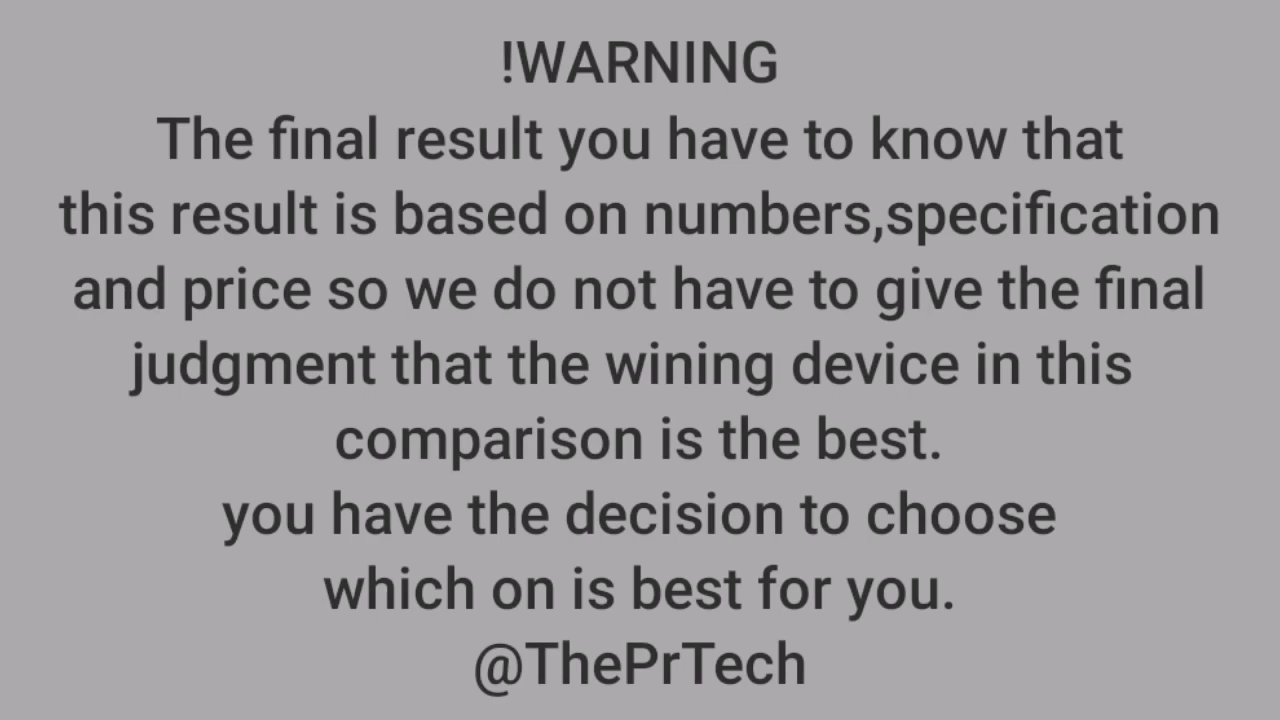 !WARNING
The final result you have to know that
this result is based on numbers,specification
and price so we do not have to give the final
judgment that the wining device in this
comparison is the best.
you have the decision to choose
which on is best for you.
@ThePrTech